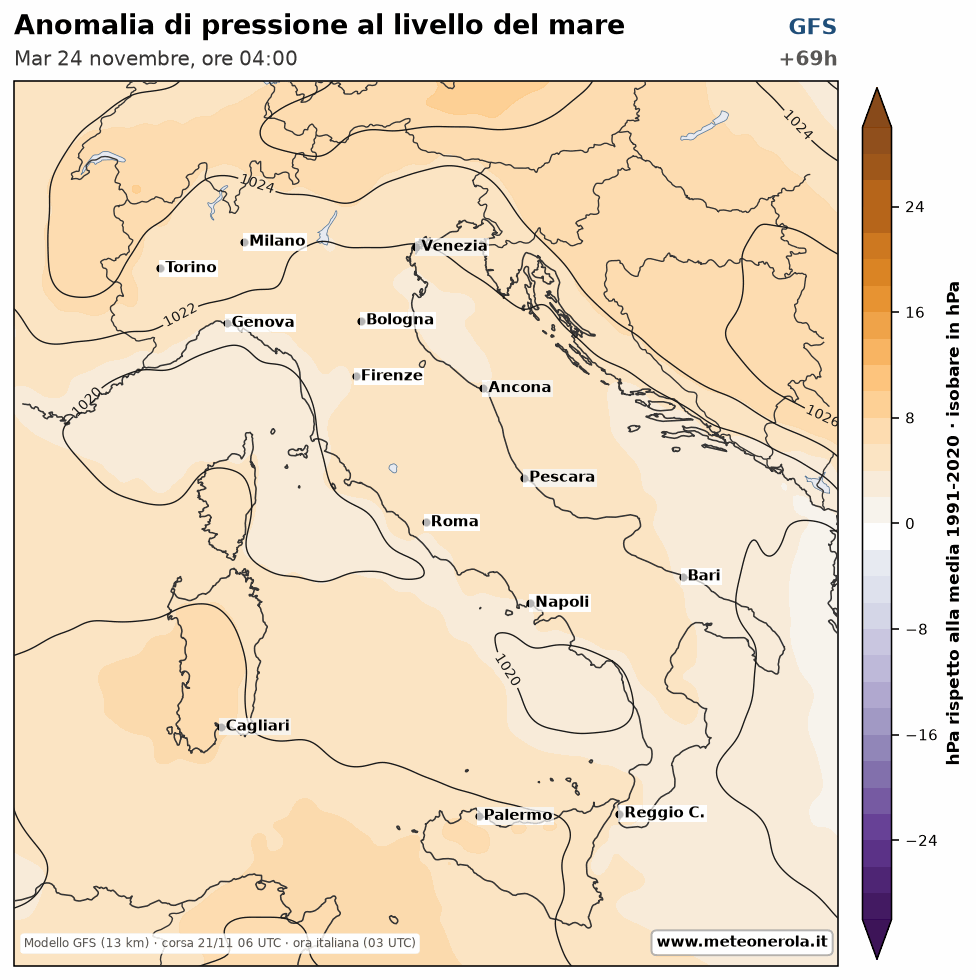 Anomalia di pressione al livello del mare
GFS
Mar 24 novembre, ore 04:00
+69h
1024
1024
Milano
Venezia
Torino
1022
Genova
Bologna
Firenze
Ancona
1020
1026
Pescara
Roma
Bari
Napoli
1020
Cagliari
Palermo
Reggio C.
Modello GFS (13 km) · corsa 21/11 06 UTC · ora italiana (03 UTC)
www.meteonerola.it
24
16
8
0
−8
−16
−24
hPa rispetto alla media 1991-2020 · isobare in hPa